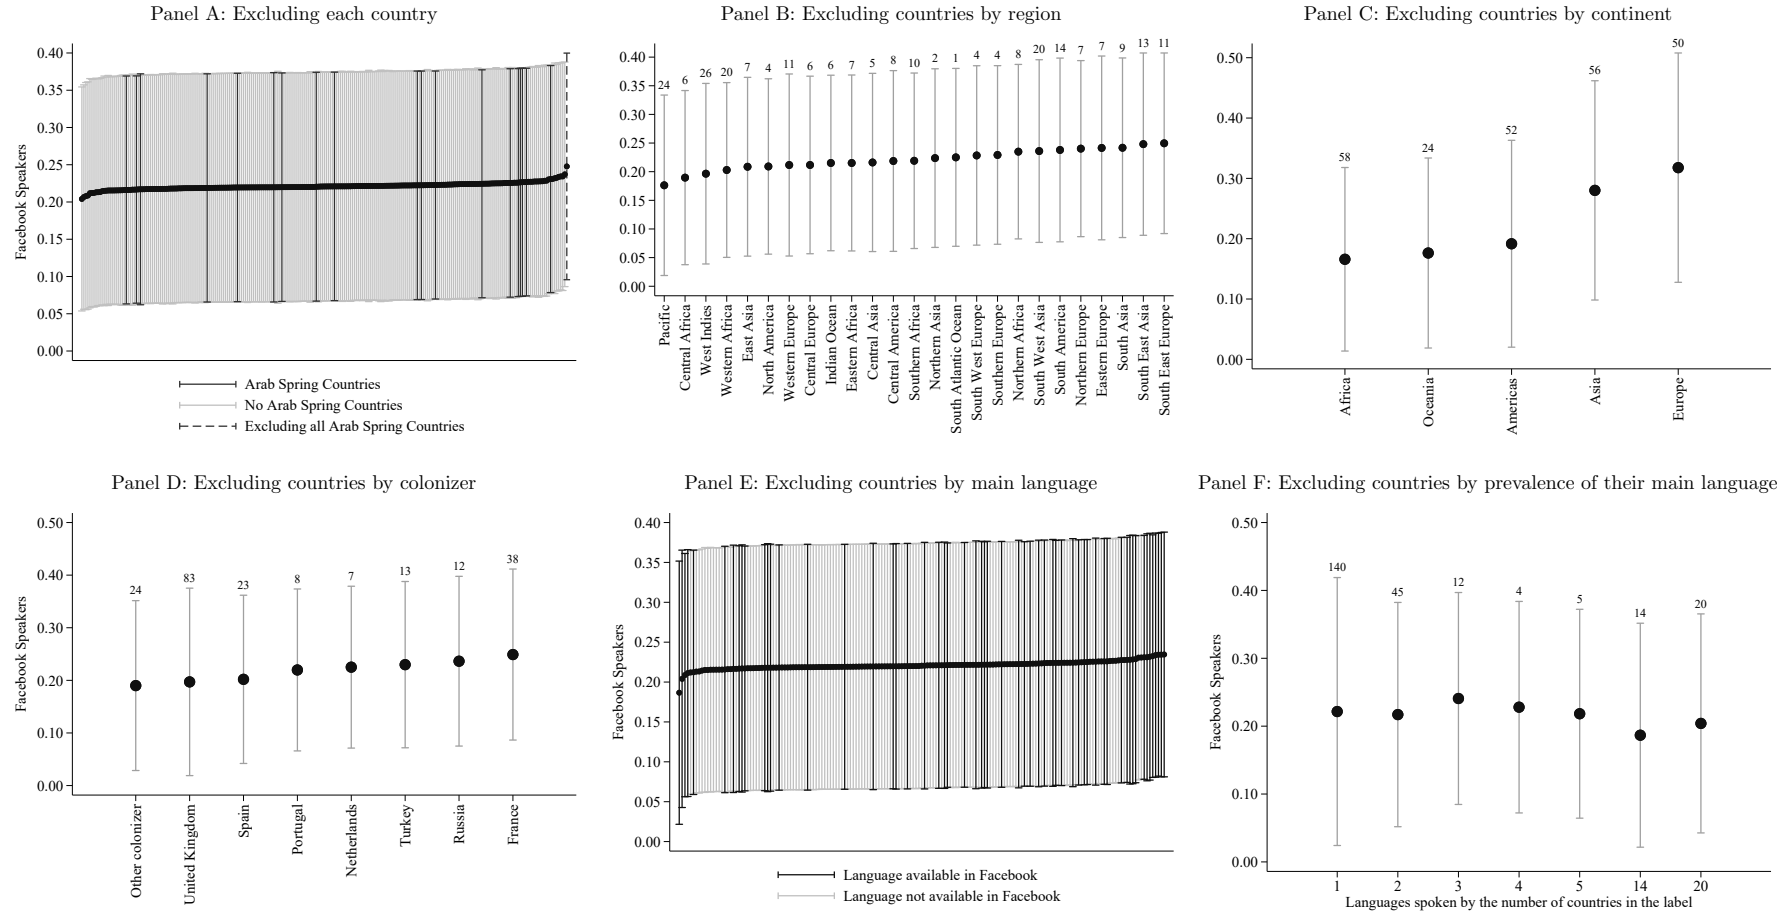 Panel A: Excluding each country
Facebook Speakers
0.40
0.35
0.30
0.25
0.20
0.15
0.10
0.05
0.00
Arab Spring Countries
No Arab Spring Countries
Excluding all Arab Spring Countries
Panel B: Excluding countries by region
0.40
0.35
0.30
0.25
0.20
0.15
0.10
0.05
0.00
24 6 26 20 7 4 11 6 6 7 5 8 10 2 1 4 4 8 20 14 7 7 9 13 11
Pacific
Central Africa
West Indies
Western Africa
East Asia
North America
Western Europe
Central Europe
Indian Ocean
Eastern Africa
Central Asia
Central America
Southern Africa
Northern Asia
South Atlantic Ocean
South West Europe
Southern Europe
Northern Africa
South West Asia
South America
Northern Europe
Eastern Europe
South Asia
South East Asia
South East Europe
Panel C: Excluding countries by continent
0.50
0.40
0.30
0.20
0.10
0.00
58 24 52 56 50
Africa
Oceania
Americas
Asia
Europe
Panel D: Excluding countries by colonizer
Facebook Speakers
0.50
0.40
0.30
0.20
0.10
0.00
24 83 23 8 7 13 12 38
Other colonizer
United Kingdom
Spain
Portugal
Netherlands
Turkey
Russia
France
Panel E: Excluding countries by main language
Facebook Speakers
0.40
0.35
0.30
0.25
0.20
0.15
0.10
0.05
0.00
Language available in Facebook
Language not available in Facebook
Panel F: Excluding countries by prevalence of their main language
Facebook Speakers
0.50
0.40
0.30
0.20
0.10
0.00
140 45 12 4 5 14 20
1 2 3 4 5 14 20
Languages spoken by the number of countries in the label